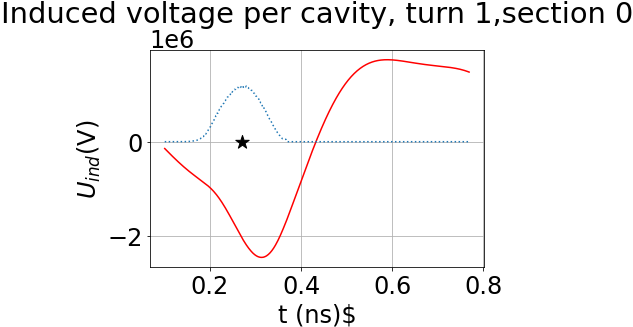 Induced voltage per cavity, turn 1,section 0
1e6
U_ind(V)
0
−2
0.2 0.4 0.6 0.8
t (ns)$